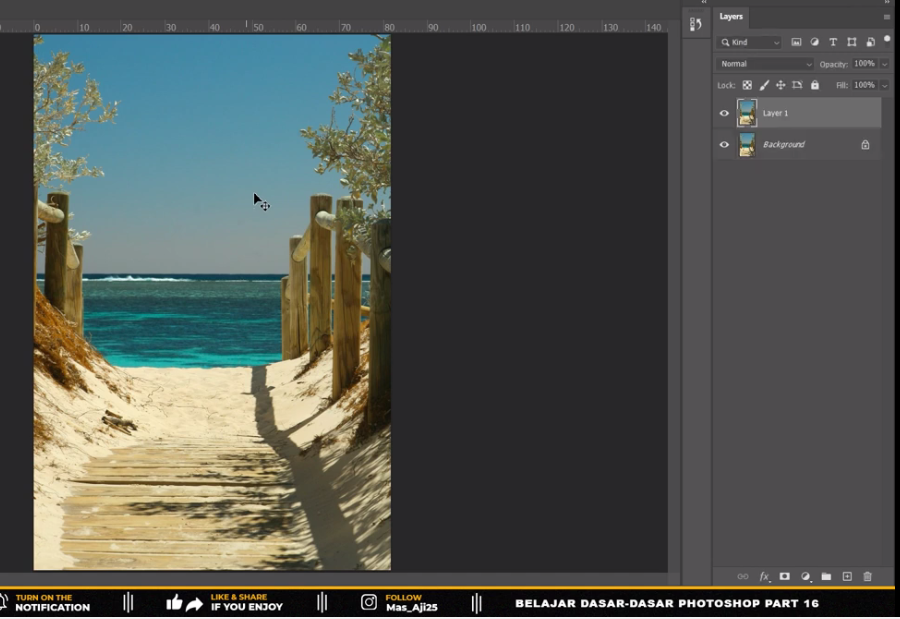 0 10 20 30 40 50 60 70 80 90 100 110 120 130 140
Layers
Kind
Normal Opacity: 100%
Lock: Fill: 100%
Layer 1
Background
fx
TURN ON THE
NOTIFICATION
LIKE & SHARE
IF YOU ENJOY
FOLLOW
Mas_Aji25
BELAJAR DASAR-DASAR PHOTOSHOP PART 16